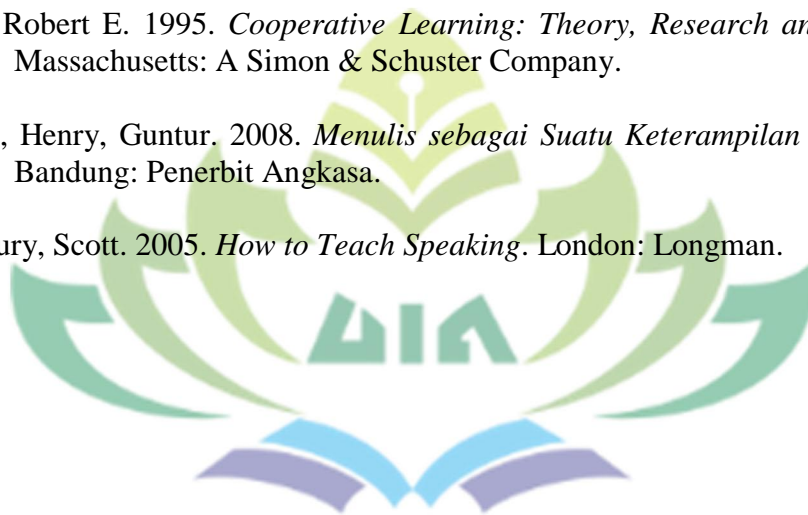 Robert E. 1995. Cooperative Learning: Theory, Research an
Massachusetts: A Simon & Schuster Company.
, Henry, Guntur. 2008. Menulis sebagai Suatu Keterampilan
Bandung: Penerbit Angkasa.
ury, Scott. 2005. How to Teach Speaking. London: Longman.
UIN